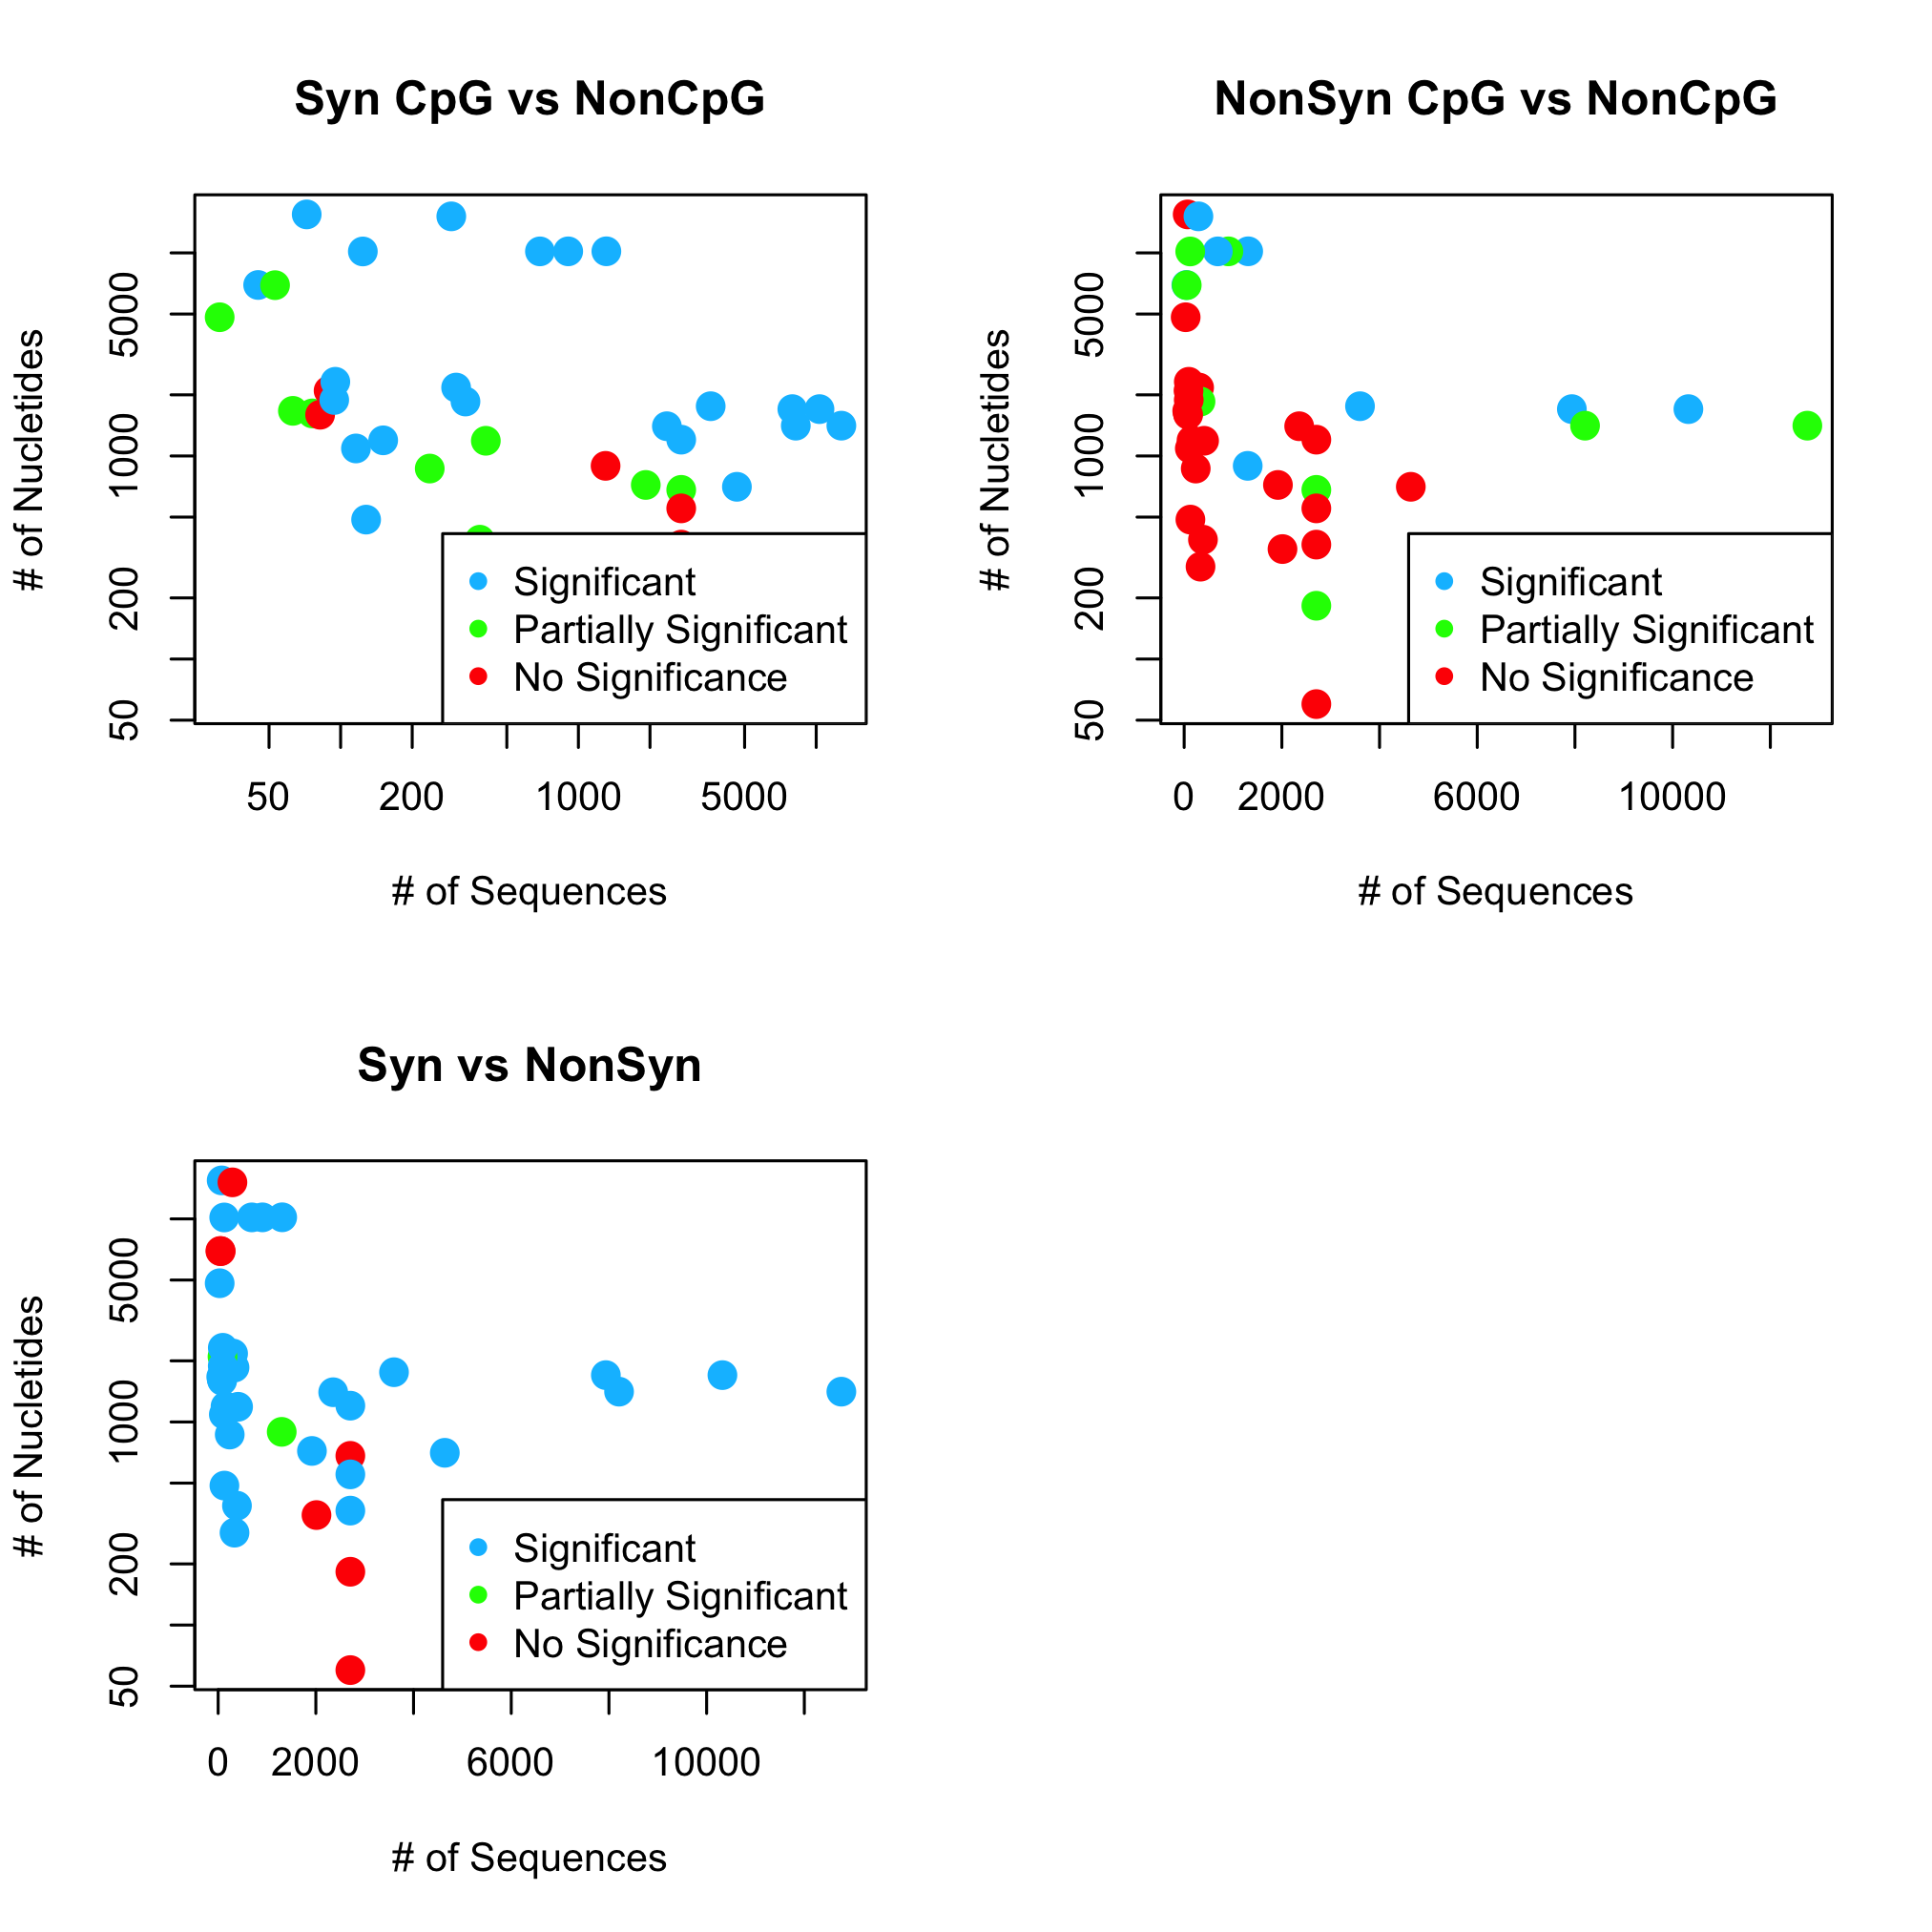 Syn CpG vs NonCpG
# of Nucletides
5000
1000
200
50
Significant
Partially Significant
No Significance
50 200 1000 5000
# of Sequences
NonSyn CpG vs NonCpG
# of Nucletides
5000
1000
200
50
Significant
Partially Significant
No Significance
0 2000 6000 10000
# of Sequences
Syn vs NonSyn
# of Nucletides
5000
1000
200
50
Significant
Partially Significant
No Significance
0 2000 6000 10000
# of Sequences